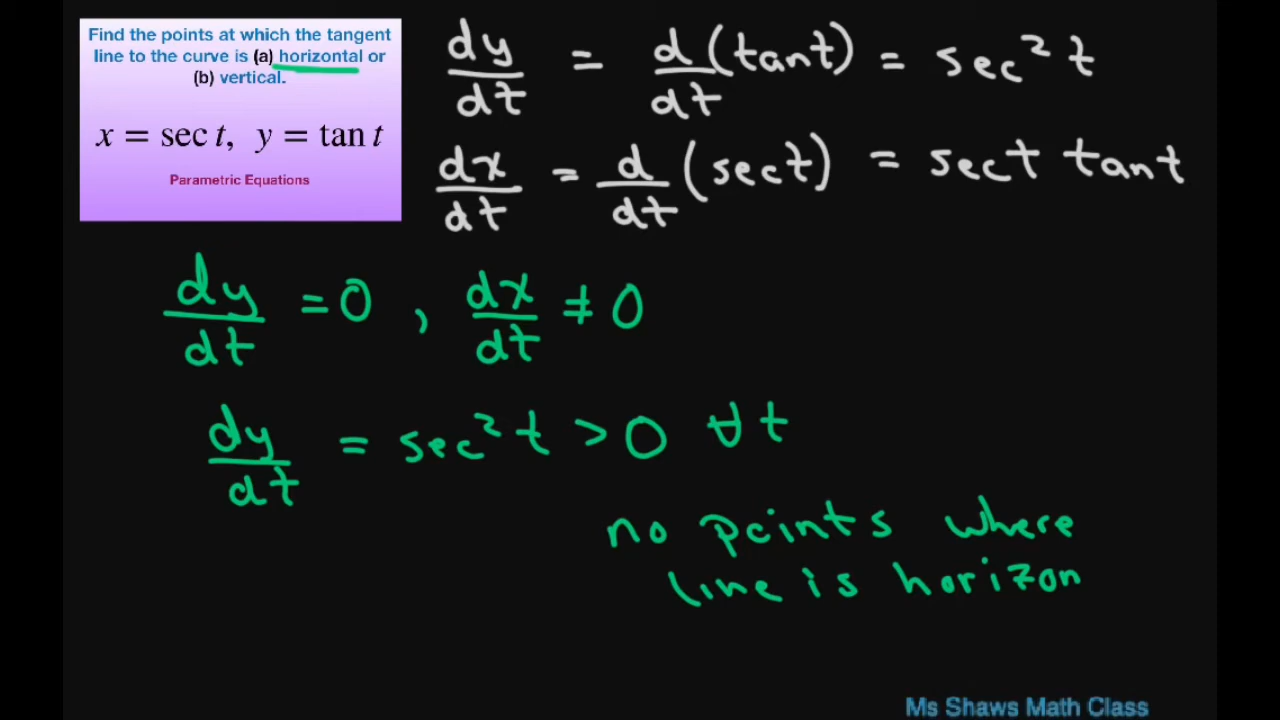 Find the points at which the tangent
line to the curve is (a) horizontal or
(b) vertical.
x = sec t, y = tan t
Parametric Equations
dy/dt = d/dt (tan t) = sec² t
dx/dt = d/dt (sec t) = sec t tan t
dy/dt = 0 , dx/dt ≠ 0
dy/dt = sec² t > 0 ∀ t
no points where
line is horizon
Ms Shaws Math Class